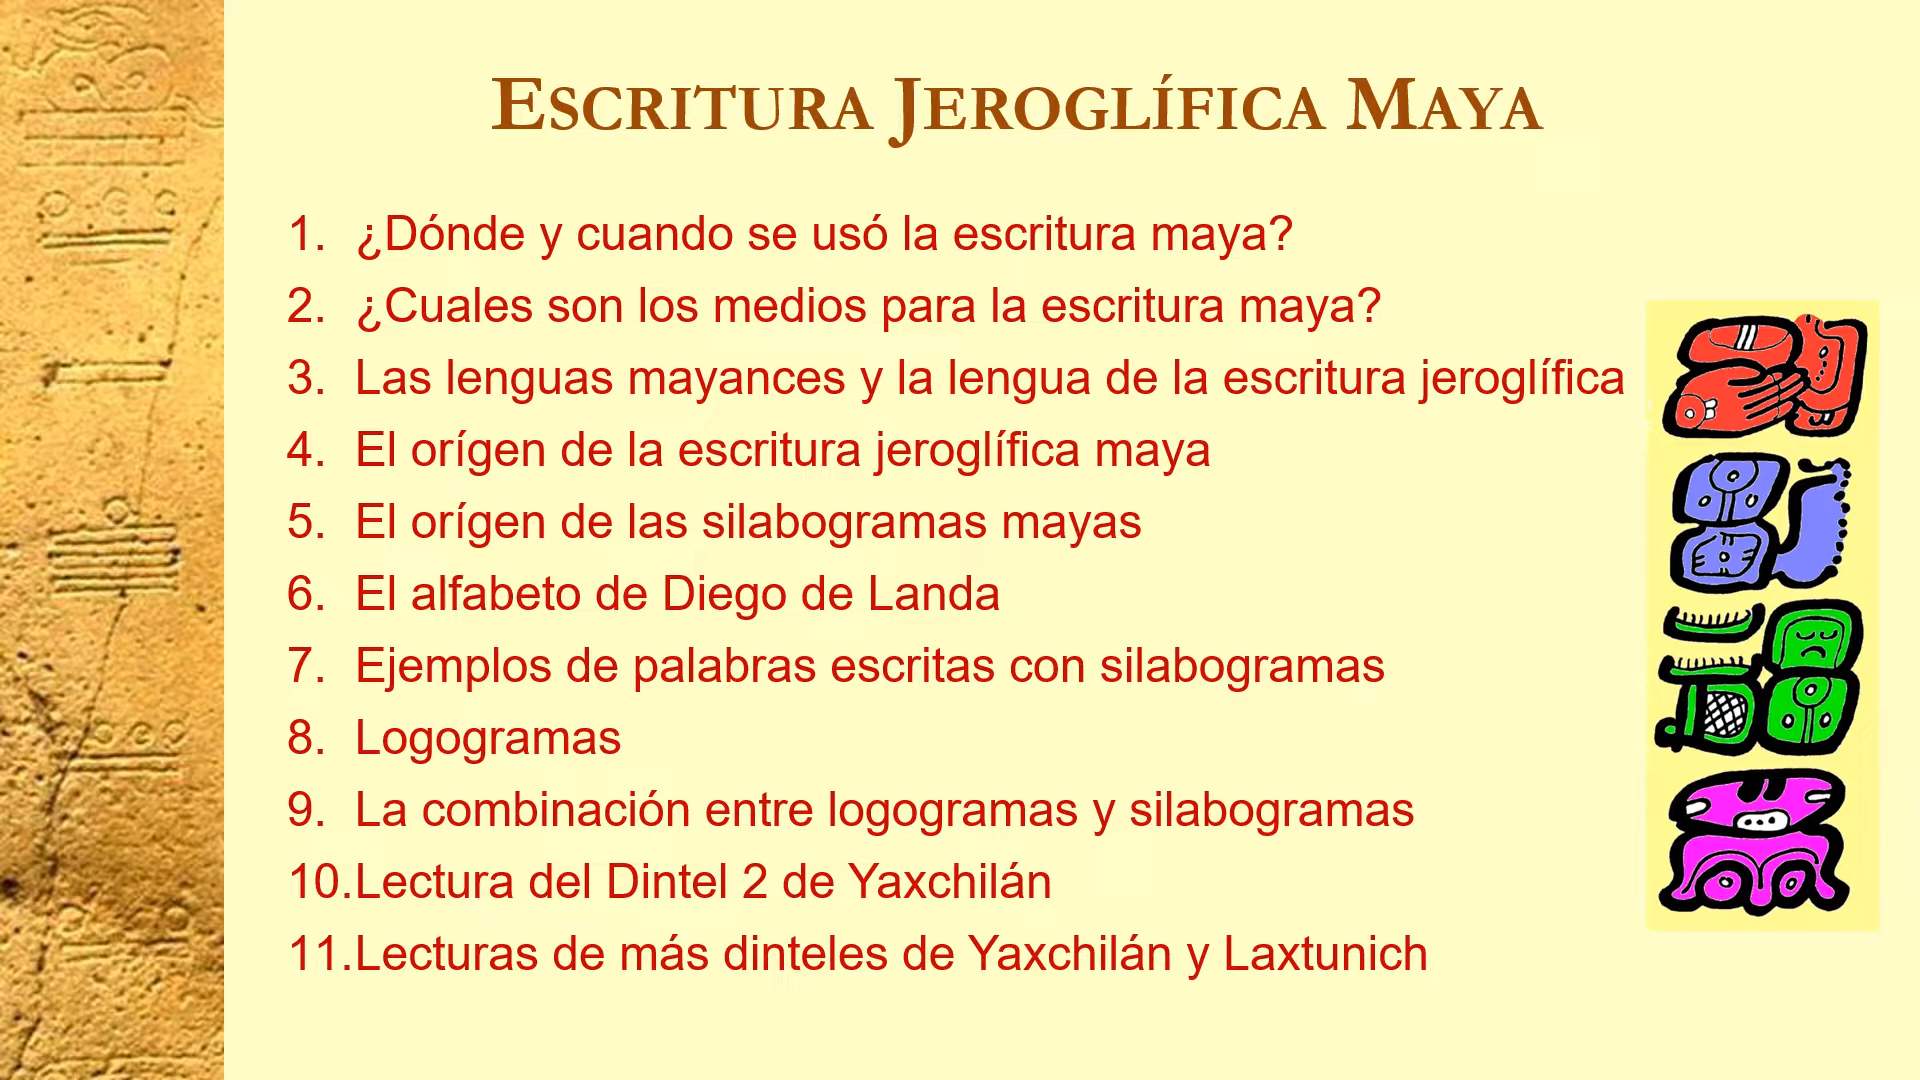 ESCRITURA JEROGLÍFICA MAYA
1. ¿Dónde y cuando se usó la escritura maya?
2. ¿Cuales son los medios para la escritura maya?
3. Las lenguas mayances y la lengua de la escritura jeroglífica
4. El orígen de la escritura jeroglífica maya
5. El orígen de las silabogramas mayas
6. El alfabeto de Diego de Landa
7. Ejemplos de palabras escritas con silabogramas
8. Logogramas
9. La combinación entre logogramas y silabogramas
10.Lectura del Dintel 2 de Yaxchilán
11.Lecturas de más dinteles de Yaxchilán y Laxtunich